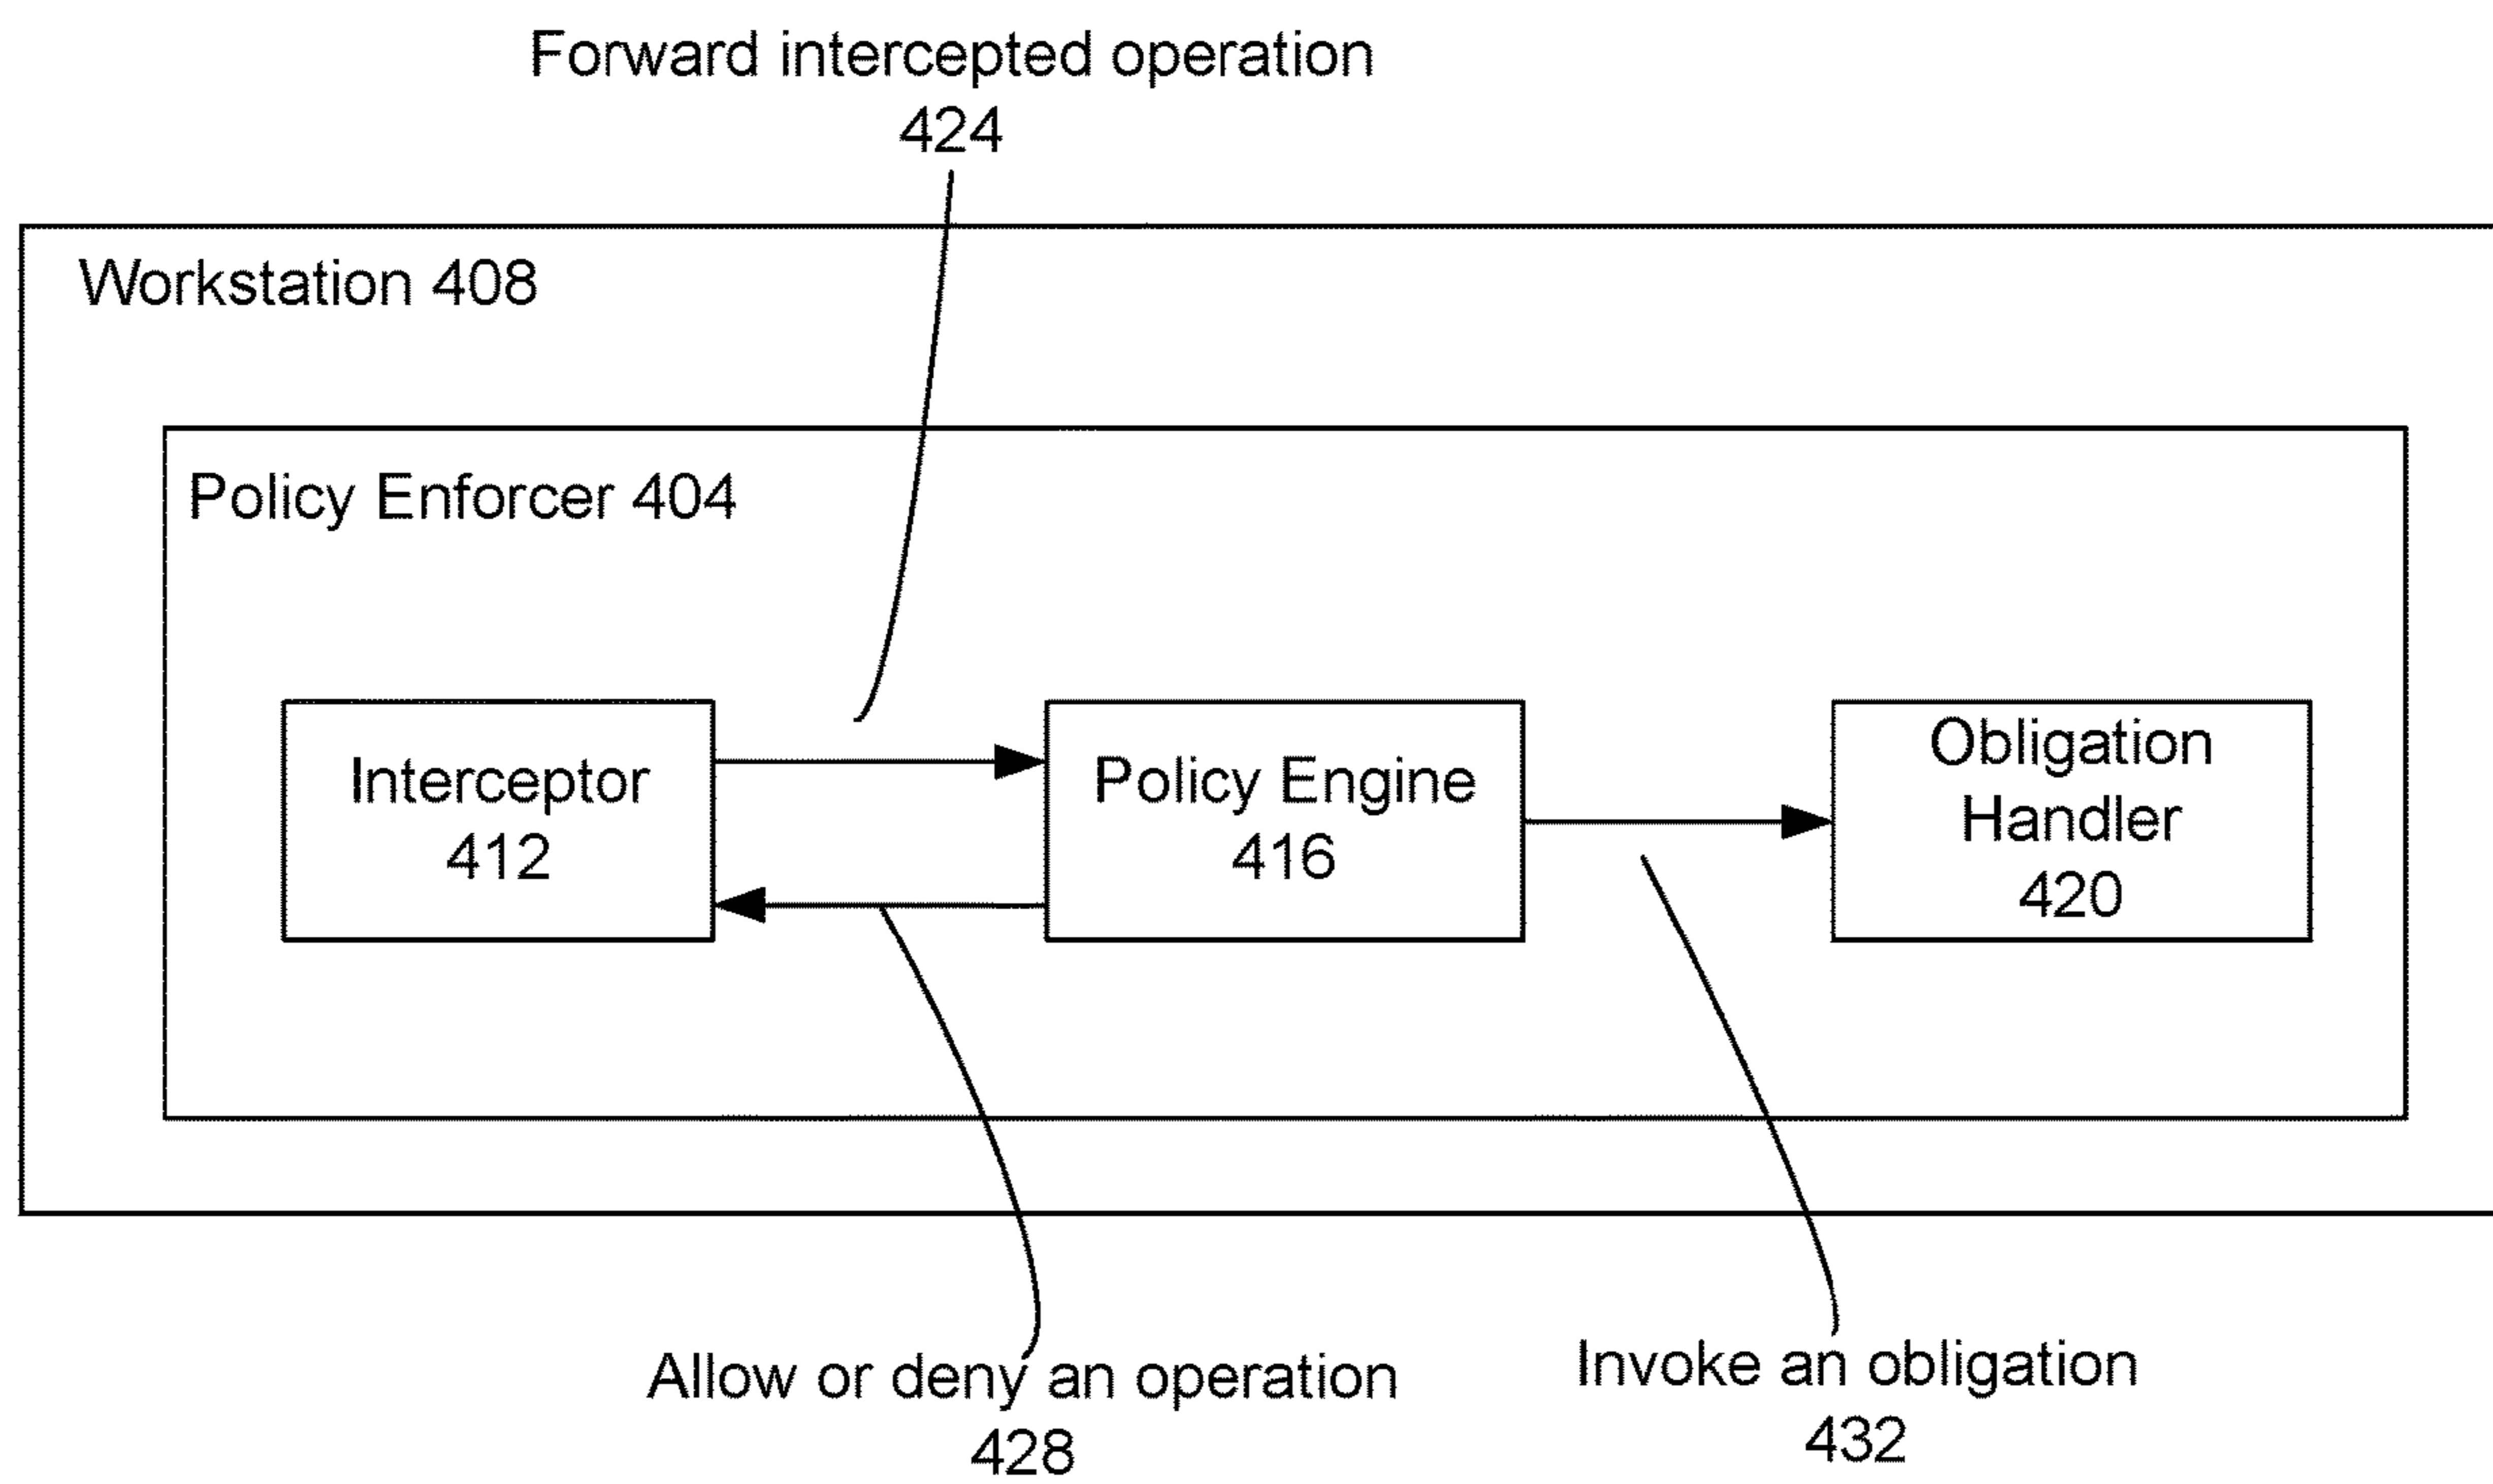 Forward intercepted operation
424
Workstation 408
Policy Enforcer 404
Interceptor
412
Policy Engine
416
Obligation
Handler
420
Allow or deny an operation
428
Invoke an obligation
432